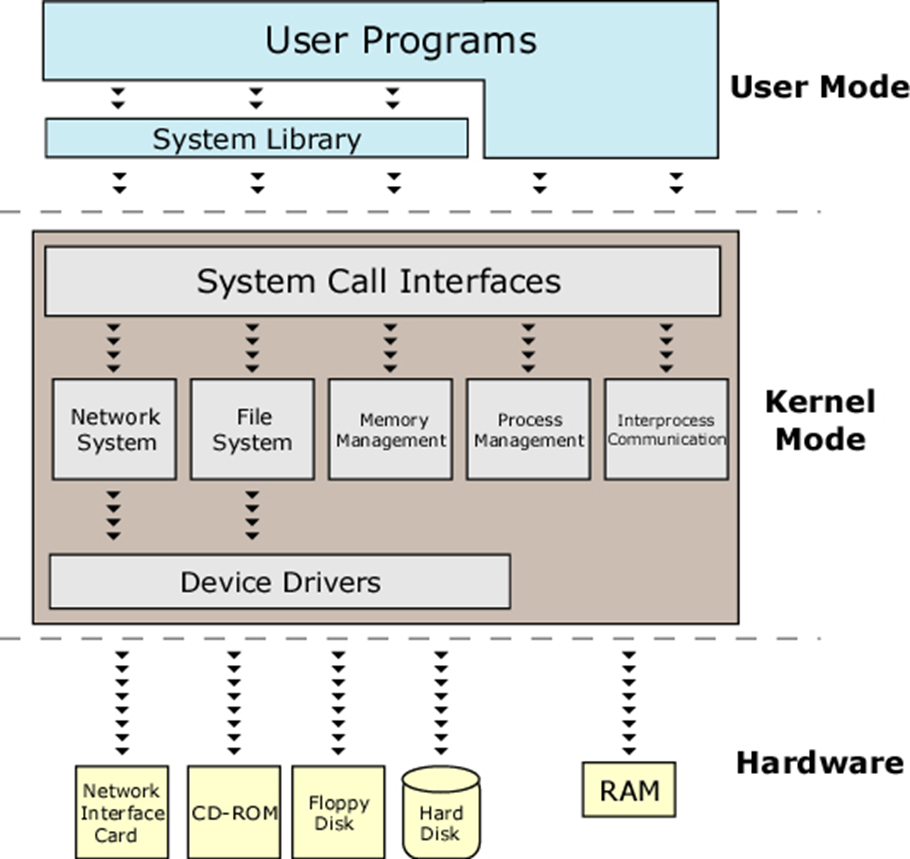 User Programs
User Mode
System Library
System Call Interfaces
Network
System
File
System
Memory
Management
Process
Management
Interprocess
Communication
Kernel
Mode
Device Drivers
Hardware
Network
Interface
Card
CD-ROM
Floppy
Disk
Hard
Disk
RAM